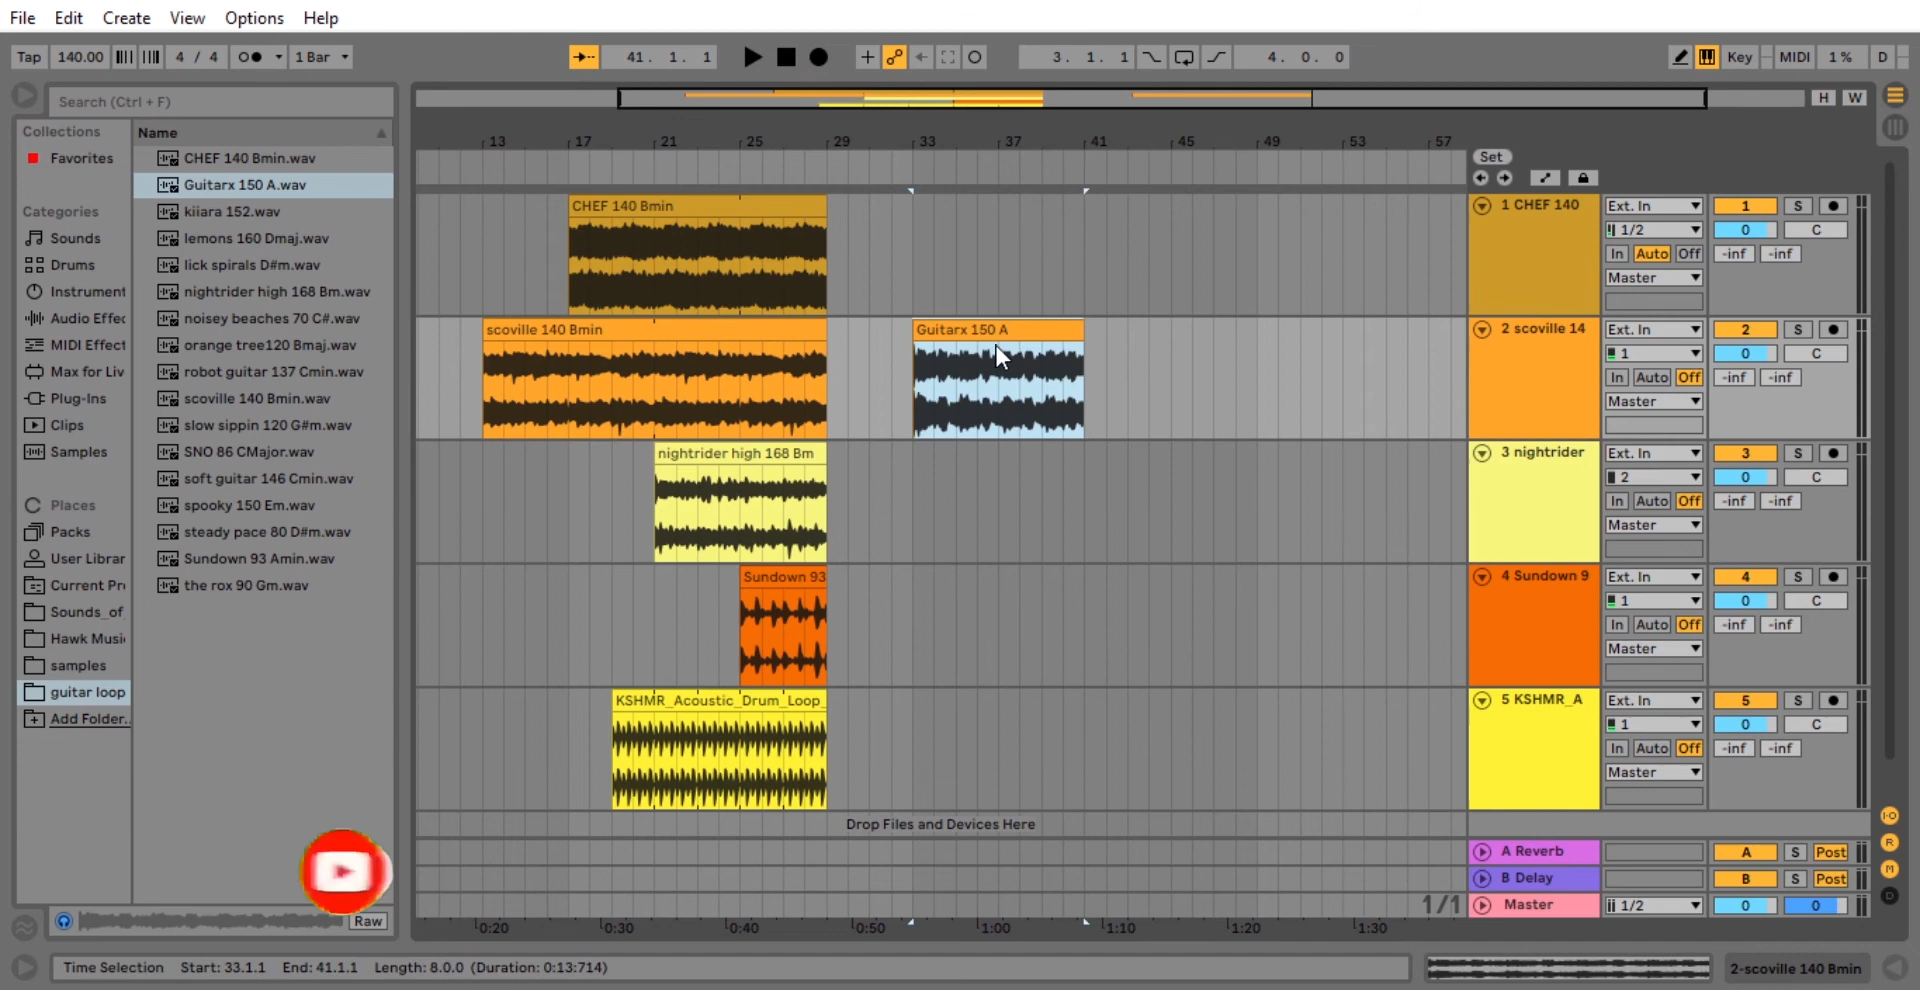 File Edit Create View Options Help
Tap 140.00 4 / 4 1 Bar 41. 1. 1 3. 1. 1 4. 0. 0 Key MIDI 1 % D
Search (Ctrl + F)
H W
Collections
Favorites
Categories
Sounds
Drums
Instrument
Audio Effec
MIDI Effect
Max for Liv
Plug-Ins
Clips
Samples
Places
Packs
User Librar
Current Pr
Sounds_of
Hawk Musi
samples
guitar loop
Add Folder..
Name
CHEF 140 Bmin.wav
Guitarx 150 A.wav
kiiara 152.wav
lemons 160 Dmaj.wav
lick spirals D#m.wav
nightrider high 168 Bm.wav
noisey beaches 70 C#.wav
orange tree120 Bmaj.wav
robot guitar 137 Cmin.wav
scoville 140 Bmin.wav
slow sippin 120 G#m.wav
SNO 86 CMajor.wav
soft guitar 146 Cmin.wav
spooky 150 Em.wav
steady pace 80 D#m.wav
Sundown 93 Amin.wav
the rox 90 Gm.wav
Raw
13 17 21 25 29 33 37 41 45 49 53 57
Set
CHEF 140 Bmin
1 CHEF 140 Ext. In 1 S
1/2 0 C
In Auto Off -inf -inf
Master
scoville 140 Bmin Guitarx 150 A
2 scoville 14 Ext. In 2 S
1 0 C
In Auto Off -inf -inf
Master
nightrider high 168 Bm
3 nightrider Ext. In 3 S
2 0 C
In Auto Off -inf -inf
Master
Sundown 93
4 Sundown 9 Ext. In 4 S
1 0 C
In Auto Off -inf -inf
Master
KSHMR_Acoustic_Drum_Loop_
5 KSHMR_A Ext. In 5 S
1 0 C
In Auto Off -inf -inf
Master
Drop Files and Devices Here
A Reverb A S Post
B Delay B S Post
1/1 Master 1/2 0 0
I·O
R
M
D
0:20 0:30 0:40 0:50 1:00 1:10 1:20 1:30
Time Selection Start: 33.1.1 End: 41.1.1 Length: 8.0.0 (Duration: 0:13:714)
2-scoville 140 Bmin